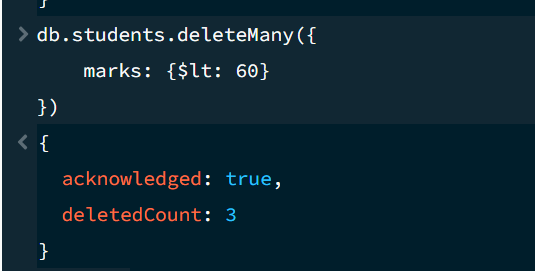 }
> db.students.deleteMany({
marks: {$lt: 60}
})
< {
acknowledged: true,
deletedCount: 3
}